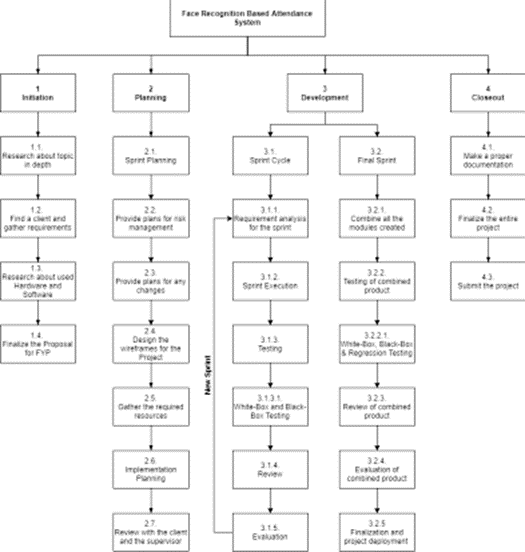 Face Recognition Based Attendance
System
1
Initiation
2
Planning
3
Development
4
Closeout
1.1.
Research about topic
in depth
2.1.
Sprint Planning
3.1.
Sprint Cycle
3.2.
Final Sprint
4.1.
Make a proper
documentation
1.2.
Find a client and
gather requirements
2.2.
Provide plans for risk
management
3.1.1.
Requirement analysis
for the sprint
3.2.1.
Combine all the
modules created
4.2.
Finalize the entire
project
1.3.
Research about used
Hardware and
Software
2.3.
Provide plans for any
changes
3.1.2.
Sprint Execution
3.2.2.
Testing of combined
product
4.3.
Submit the project
1.4.
Finalize the Proposal
for FYP
2.4.
Design the
wireframes for the
Project
3.1.3.
Testing
3.2.2.1.
White-Box, Black-Box
& Regression Testing
New Sprint
2.5.
Gather the required
resources
3.1.3.1.
White-Box and Black-
Box Testing
3.2.3.
Review of combined
product
2.6.
Implementation
Planning
3.1.4.
Review
3.2.4.
Evaluation of
combined product
2.7.
Review with the client
and the supervisor
3.1.5.
Evaluation
3.2.5
Finalization and
project deployment